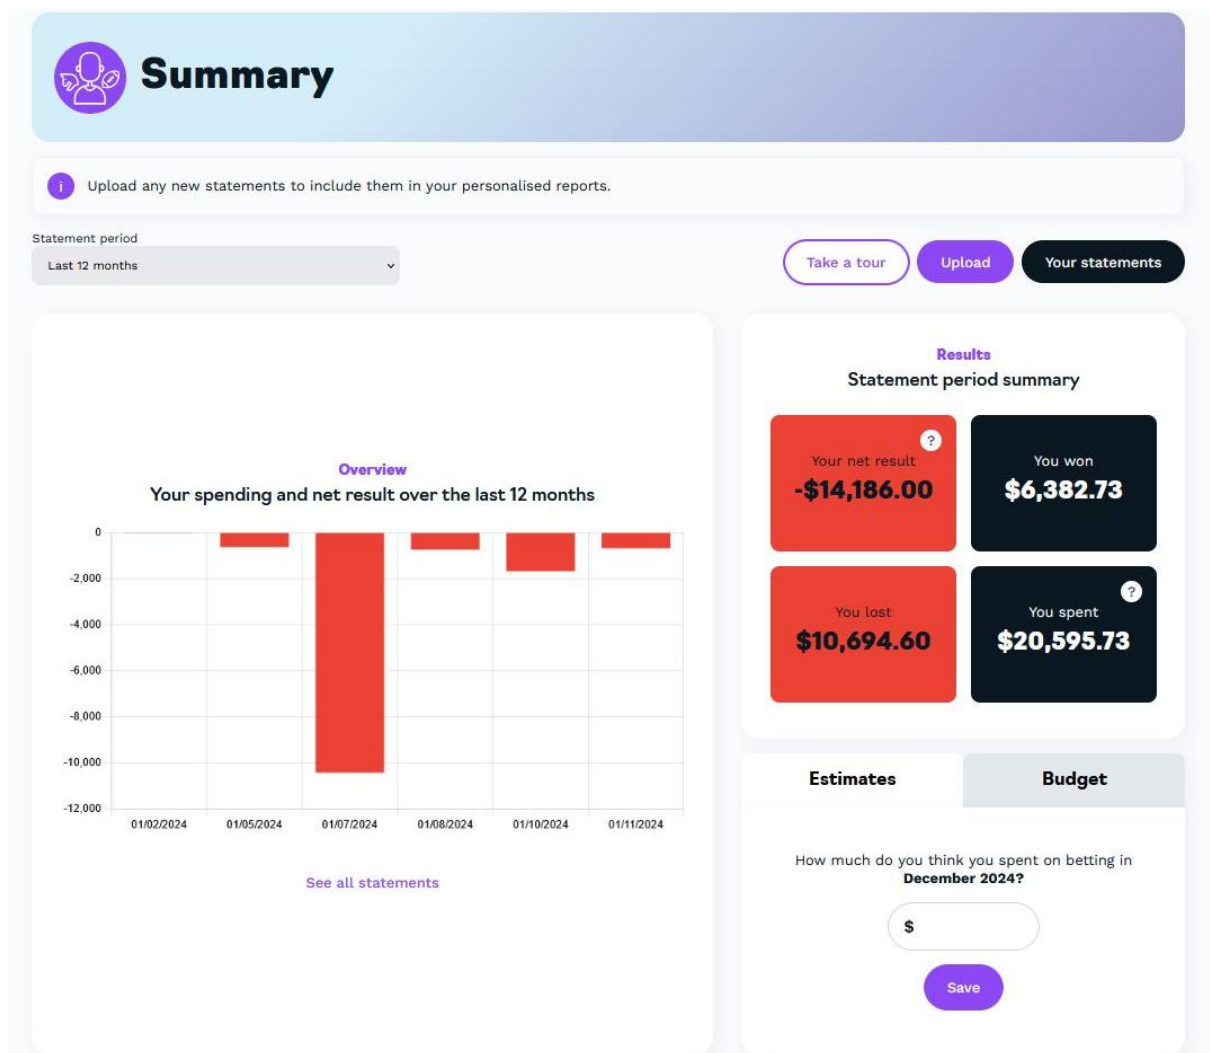 Summary
i
Upload any new statements to include them in your personalised reports.
Statement period
Last 12 months
Take a tour
Upload
Your statements
Overview
Your spending and net result over the last 12 months
0
-2,000
-4,000
-6,000
-8,000
-10,000
-12,000
01/02/2024 01/05/2024 01/07/2024 01/08/2024 01/10/2024 01/11/2024
See all statements
Results
Statement period summary
?
Your net result
-$14,186.00
You won
$6,382.73
You lost
$10,694.60
?
You spent
$20,595.73
Estimates
Budget
How much do you think you spent on betting in
December 2024?
$
Save